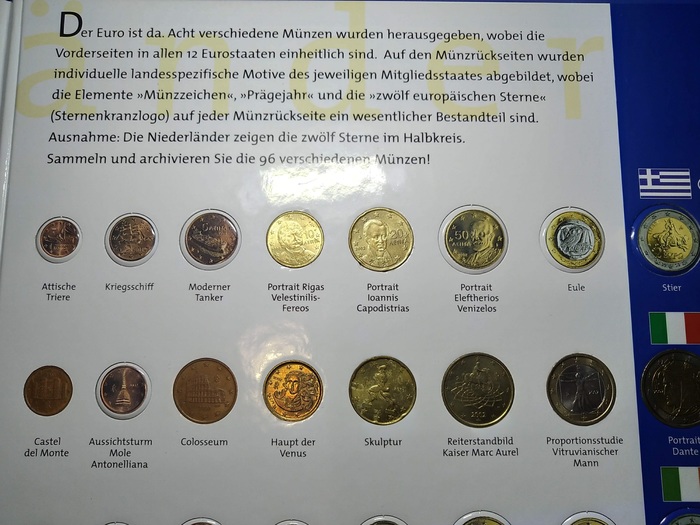 änder
Der Euro ist da. Acht verschiedene Münzen wurden herausgegeben, wobei die
Vorderseiten in allen 12 Eurostaaten einheitlich sind. Auf den Münzrückseiten wurden
individuelle landesspezifische Motive des jeweiligen Mitgliedsstaates abgebildet, wobei
die Elemente »Münzzeichen«, »Prägejahr« und die »zwölf europäischen Sterne«
(Sternenkranzlogo) auf jeder Münzrückseite ein wesentlicher Bestandteil sind.
Ausnahme: Die Niederländer zeigen die zwölf Sterne im Halbkreis.
Sammeln und archivieren Sie die 96 verschiedenen Münzen!
Attische
Triere
Kriegsschiff
Moderner
Tanker
Portrait Rigas
Velestinilis-
Fereos
Portrait
Ioannis
Capodistrias
Portrait
Eleftherios
Venizelos
Eule
Stier
Castel
del Monte
Aussichtsturm
Mole
Antonelliana
Colosseum
Haupt der
Venus
Skulptur
Reiterstandbild
Kaiser Marc Aurel
Proportionsstudie
Vitruvianischer
Mann
Portrait
Dante